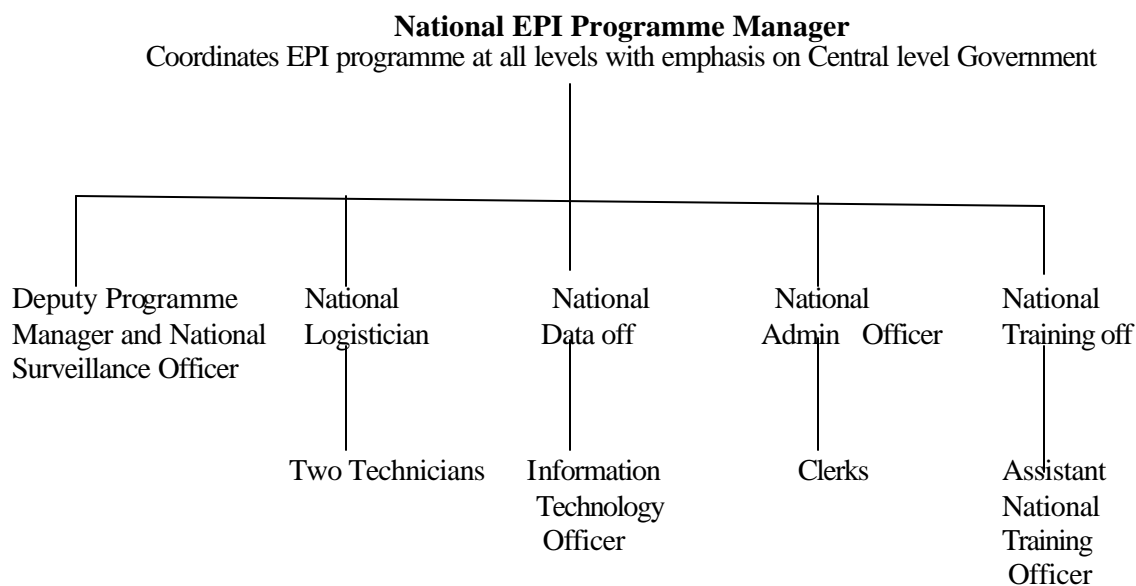 National EPI Programme Manager
Coordinates EPI programme at all levels with emphasis on Central level Government
Deputy Programme
Manager and National
Surveillance Officer
National
Logistician
National
Data off
National
Admin Officer
National
Training off
Two Technicians
Information
Technology
Officer
Clerks
Assistant
National
Training
Officer